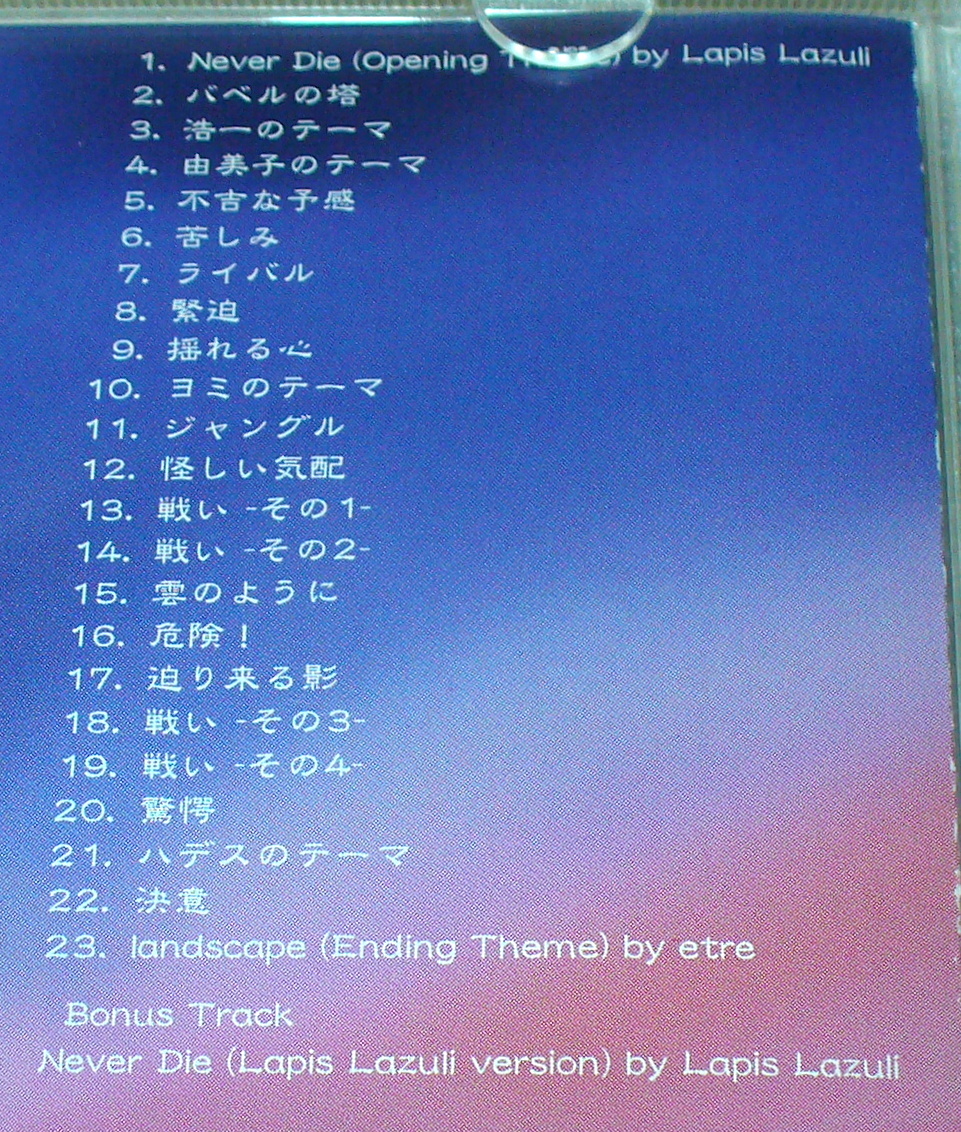 1. Never Die (Opening Theme) by Lapis Lazuli
2. バベルの塔
3. 浩一のテーマ
4. 由美子のテーマ
5. 不吉な予感
6. 苦しみ
7. ライバル
8. 緊迫
9. 揺れる心
10. ヨミのテーマ
11. ジャングル
12. 怪しい気配
13. 戦い -その1-
14. 戦い -その2-
15. 雲のように
16. 危険！
17. 迫り来る影
18. 戦い -その3-
19. 戦い -その4-
20. 驚愕
21. ハデスのテーマ
22. 決意
23. landscape (Ending Theme) by etre
Bonus Track
Never Die (Lapis Lazuli version) by Lapis Lazuli